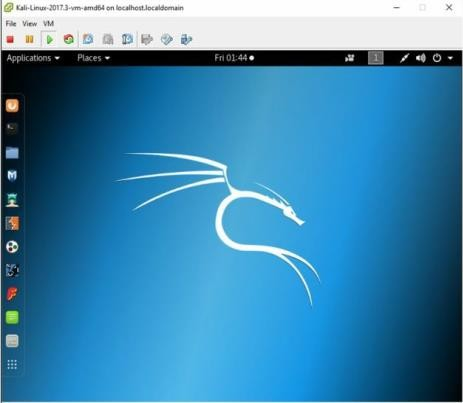 Kali-Linux-2017.3-vm-amd64 on localhost.localdomain
File View VM
Applications Places Fri 01:44 1